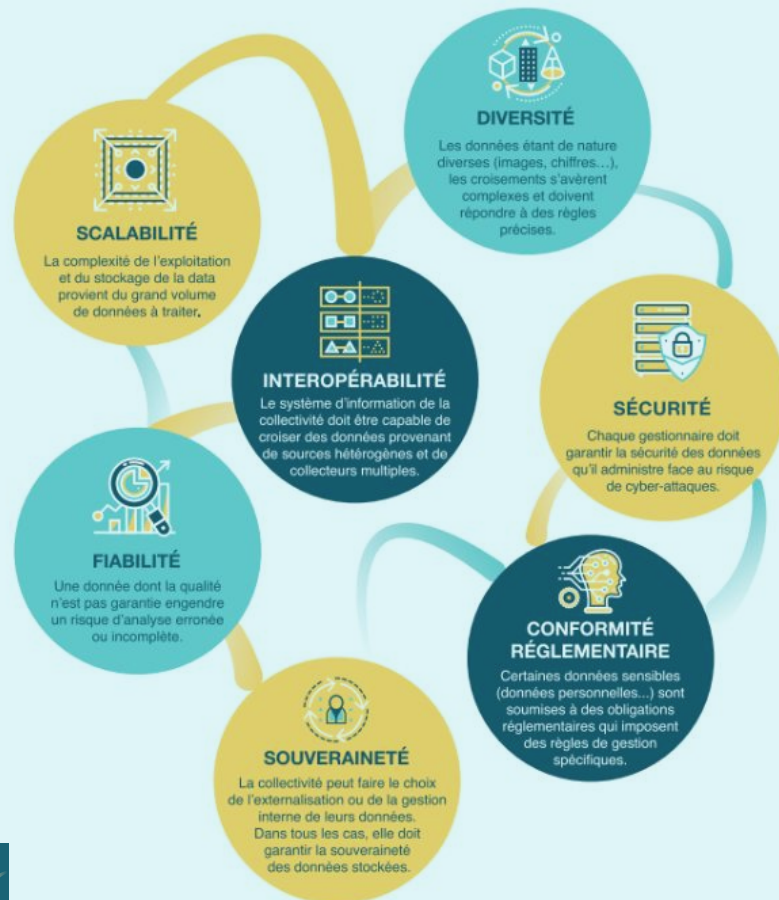 DIVERSITÉ
Les données étant de nature
diverses (images, chiffres...),
les croisements s'avèrent
complexes et doivent
répondre à des règles
précises.
SCALABILITÉ
La complexité de l'exploitation
et du stockage de la data
provient du grand volume
de données à traiter.
INTEROPÉRABILITÉ
Le système d'information de la
collectivité doit être capable de
croiser des données provenant
de sources hétérogènes et de
collecteurs multiples.
SÉCURITÉ
Chaque gestionnaire doit
garantir la sécurité des données
qu'il administre face au risque
de cyber-attaques.
FIABILITÉ
Une donnée dont la qualité
n'est pas garantie engendre
un risque d'analyse erronée
ou incomplète.
CONFORMITÉ
RÉGLEMENTAIRE
Certaines données sensibles
(données personnelles...) sont
soumises à des obligations
réglementaires qui imposent
des règles de gestion
spécifiques.
SOUVERAINETÉ
La collectivité peut faire le choix
de l'externalisation ou de la gestion
interne de leurs données.
Dans tous les cas, elle doit
garantir la souveraineté
des données stockées.